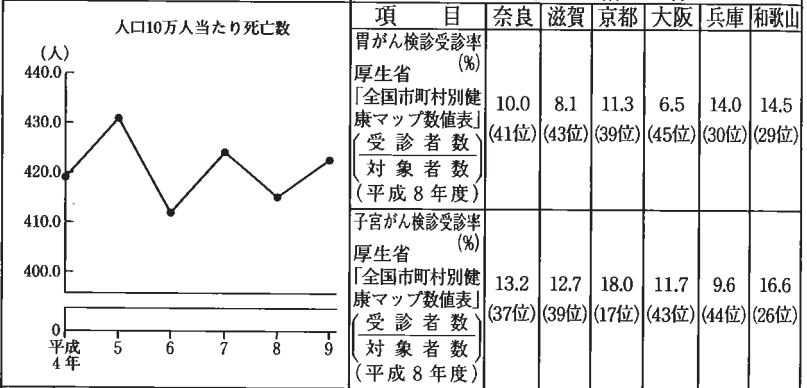 人口10万人当たり死亡数
(人)
440.0
430.0
420.0
410.0
400.0
0
平成4年 5 6 7 8 9
項 目 奈良 滋賀 京都 大阪 兵庫 和歌山
胃がん検診受診率
(%)
厚生省
「全国市町村別健
康マップ数値表」
(受診者数/対象者数)
(平成8年度)
10.0 8.1 11.3 6.5 14.0 14.5
(41位) (43位) (39位) (45位) (30位) (29位)
子宮がん検診受診率
(%)
厚生省
「全国市町村別健
康マップ数値表」
(受診者数/対象者数)
(平成8年度)
13.2 12.7 18.0 11.7 9.6 16.6
(37位) (39位) (17位) (43位) (44位) (26位)